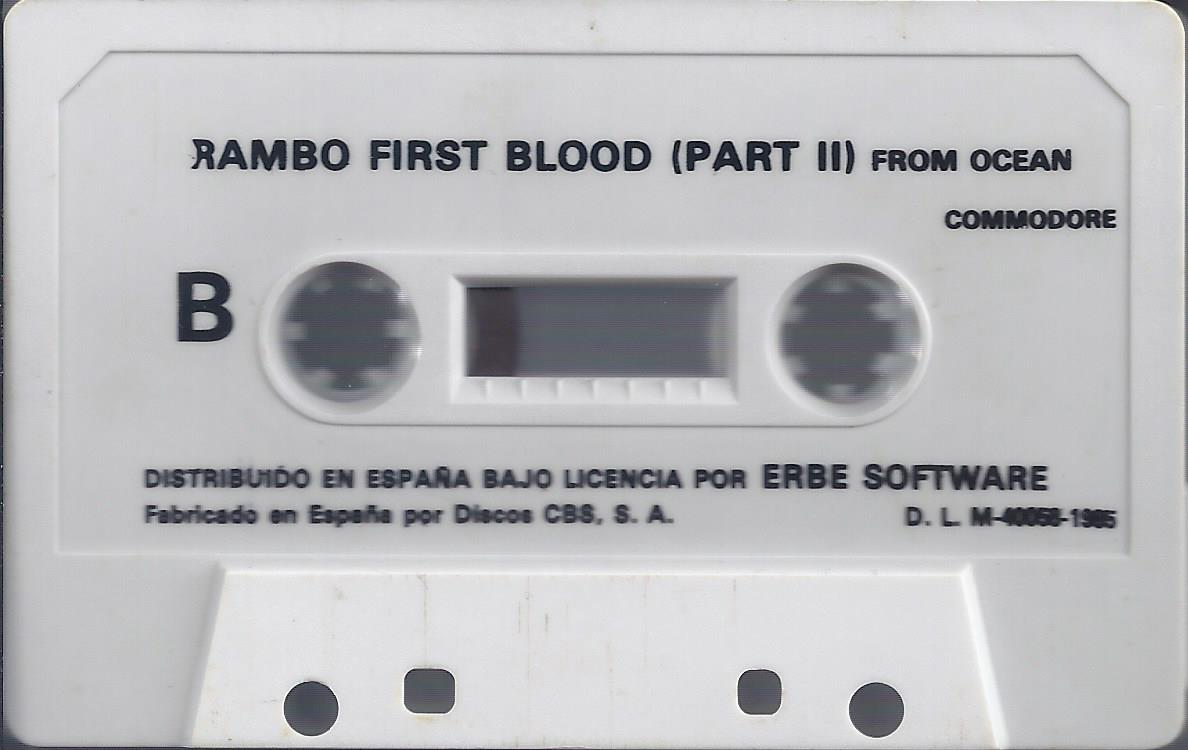 RAMBO FIRST BLOOD (PART II) FROM OCEAN
COMMODORE
B
DISTRIBUIDO EN ESPAÑA BAJO LICENCIA POR ERBE SOFTWARE
Fabricado en España por Discos CBS, S. A.
D. L. M-40058-1985